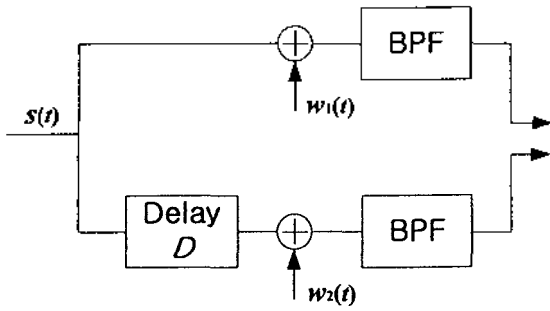 BPF
w₁(t)
s(t)
Delay
D
BPF
w₂(t)